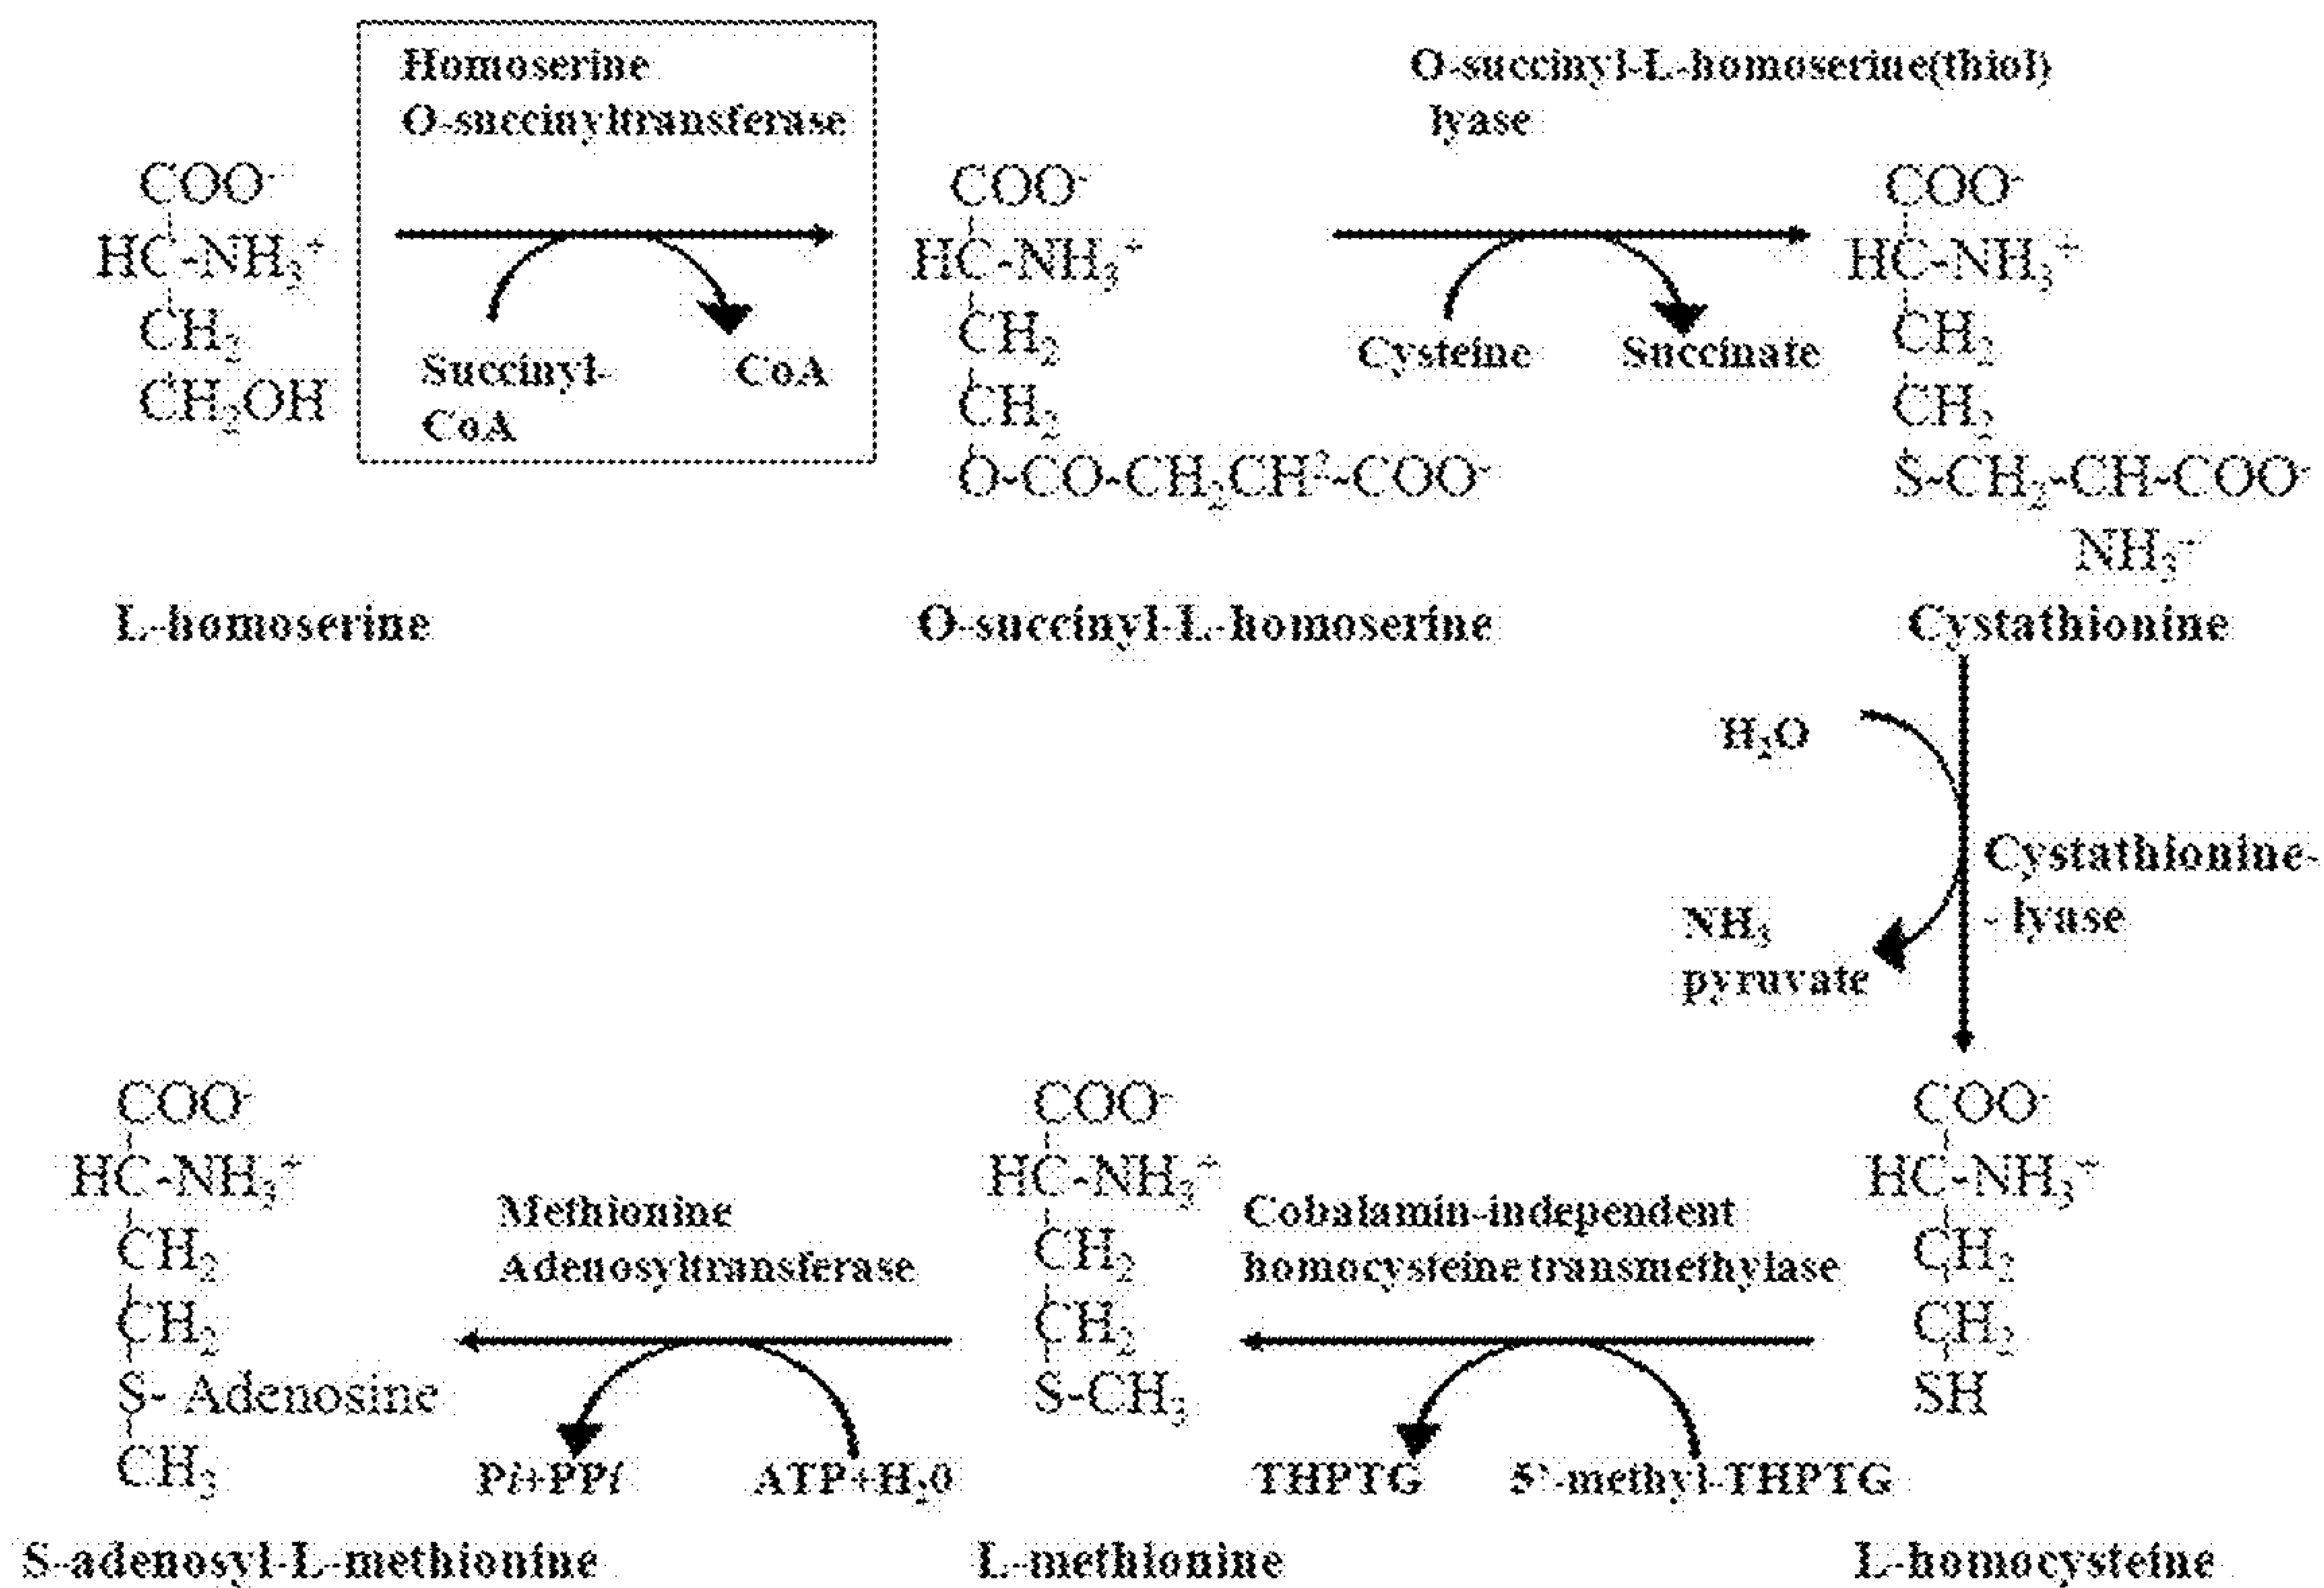 Homoserine
O-succinyltransferase
O-succinyl-L-homoserine(thiol)
lyase
COO-
HC-NH3+
CH2
CH2OH
Succinyl-
CoA
CoA
COO-
HC-NH3+
CH2
CH2
O-CO-CH2CH²-COO-
Cysteine
Succinate
COO-
HC-NH3+
CH2
CH2
S-CH2-CH-COO-
NH3+
L-homoserine
O-succinyl-L-homoserine
Cystathionine
H2O
Cystathionine-
- lyase
NH3
pyruvate
COO-
HC-NH3+
CH2
CH2
S- Adenosine
CH3
Methionine
Adenosyltransferase
Pi+PPi
ATP+H20
COO-
HC-NH3+
CH2
CH2
S-CH3
Cobalamin-independent
homocysteine transmethylase
THPTG
5'-methyl-THPTG
COO-
HC-NH3+
CH2
CH2
SH
S-adenosyl-L-methionine
L-methionine
L-homocysteine